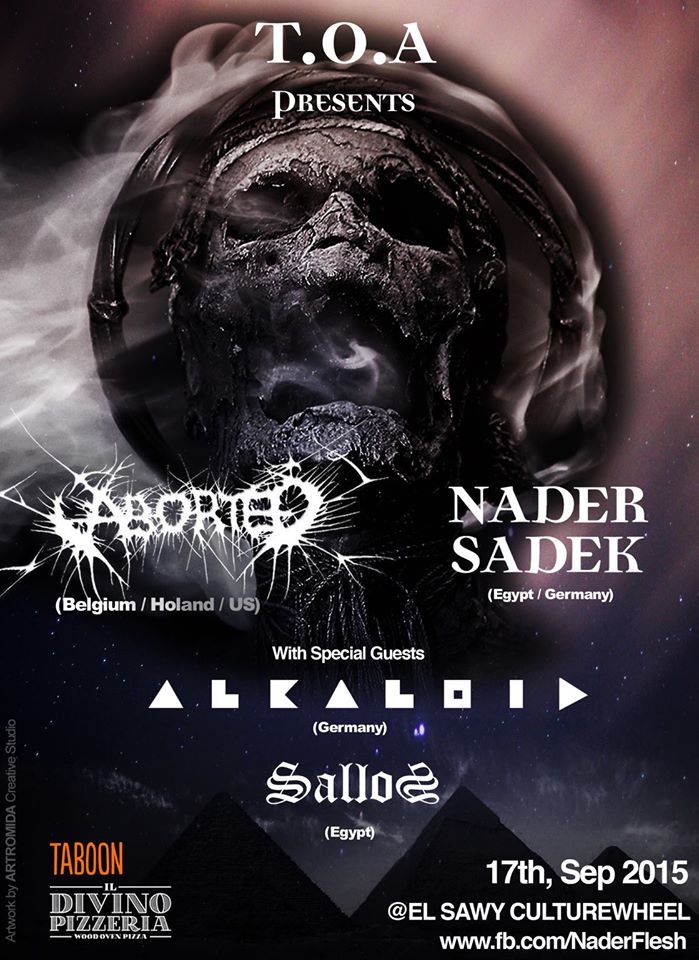 T.O.A
PRESENTS
ABORTED
(Belgium / Holand / US)
NADER
SADEK
(Egypt / Germany)
With Special Guests
ALKALOID
(Germany)
SalloS
(Egypt)
TABOON
IL
DIVINO
PIZZERIA
WOOD OVEN PIZZA
17th, Sep 2015
@EL SAWY CULTUREWHEEL
www.fb.com/NaderFlesh
Artwork by ARTROMIDA Creative Studio